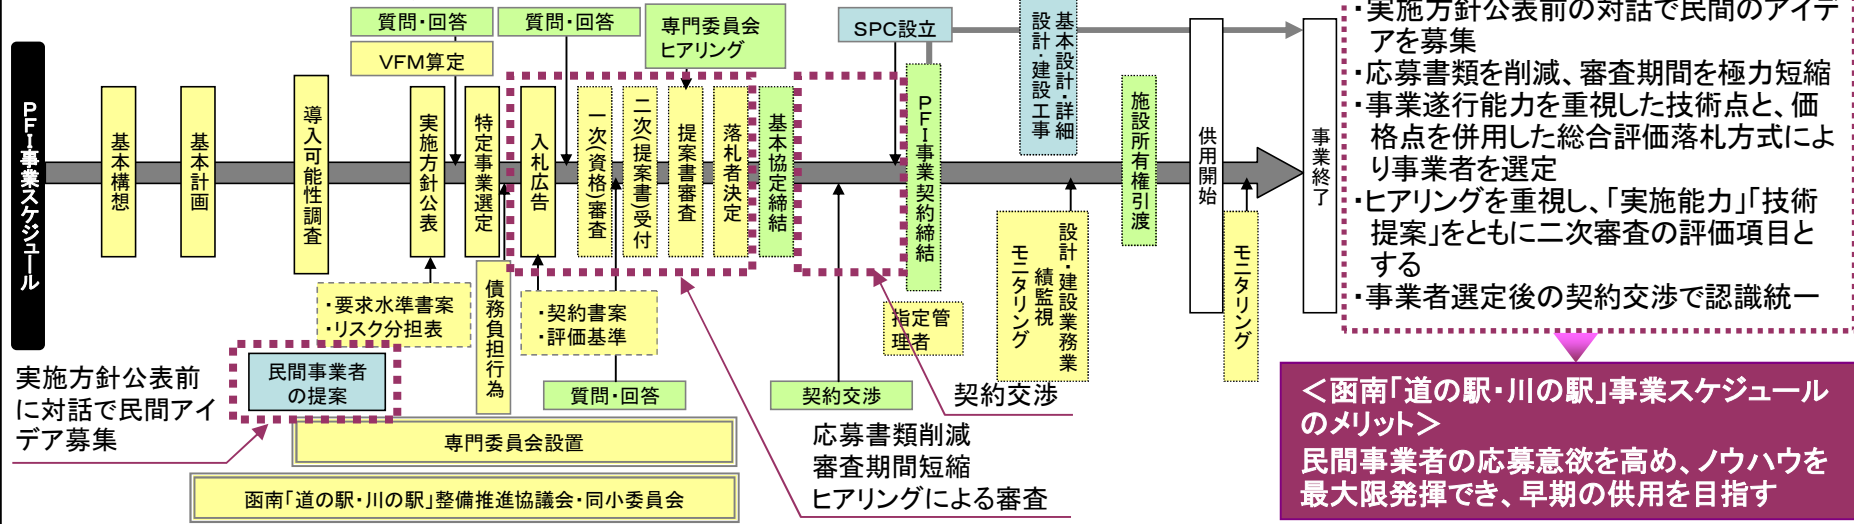 質問・回答
VFM算定
質問・回答
専門委員会
ヒアリング
SPC設立
基本設計・詳細
設計・建設工事
PFI事業スケジュール
基本構想
基本計画
導入可能性調査
実施方針公表
特定事業選定
入札広告
一次(資格)審査
二次(提案書)受付
提案書審査
落札者決定
基本協定締結
PFI事業契約締結
施設所有権引渡
供用開始
事業終了
・要求水準書案
・リスク分担表
債務負担行為
・契約書案
・評価基準
指定管
理者
設計・建設業務業
績監視
モニタリング
モニタリング
民間事業者
の提案
質問・回答
契約交渉
契約交渉
実施方針公表前
に対話で民間アイ
デア募集
専門委員会設置
函南「道の駅・川の駅」整備推進協議会・同小委員会
応募書類削減
審査期間短縮
ヒアリングによる審査
・実施方針公表前の対話で民間のアイデ
アを募集
・応募書類を削減、審査期間を極力短縮
・事業遂行能力を重視した技術点と、価
格点を併用した総合評価落札方式によ
り事業者を選定
・ヒアリングを重視し、「実施能力」「技術
提案」をともに二次審査の評価項目と
する
・事業者選定後の契約交渉で認識統一
＜函南「道の駅・川の駅」事業スケジュール
のメリット＞
民間事業者の応募意欲を高め、ノウハウを
最大限発揮でき、早期の供用を目指す